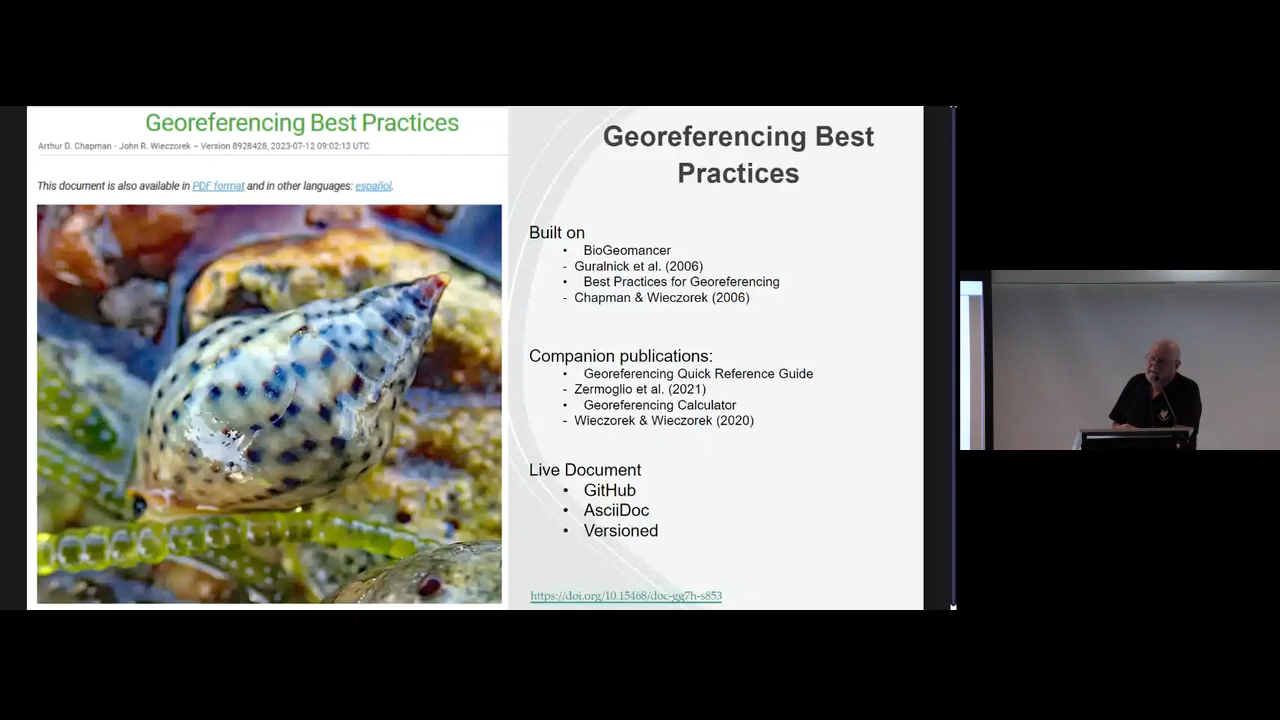 Georeferencing Best Practices
Arthur D. Chapman - John R. Wieczorek – Version 8928428, 2023-07-12 09:02:13 UTC
This document is also available in PDF format and in other languages: español.
Georeferencing Best
Practices
Built on
• BioGeomancer
- Guralnick et al. (2006)
• Best Practices for Georeferencing
- Chapman & Wieczorek (2006)
Companion publications:
• Georeferencing Quick Reference Guide
- Zermoglio et al. (2021)
• Georeferencing Calculator
- Wieczorek & Wieczorek (2020)
Live Document
• GitHub
• AsciiDoc
• Versioned
https://doi.org/10.15468/doc-gg7h-s853